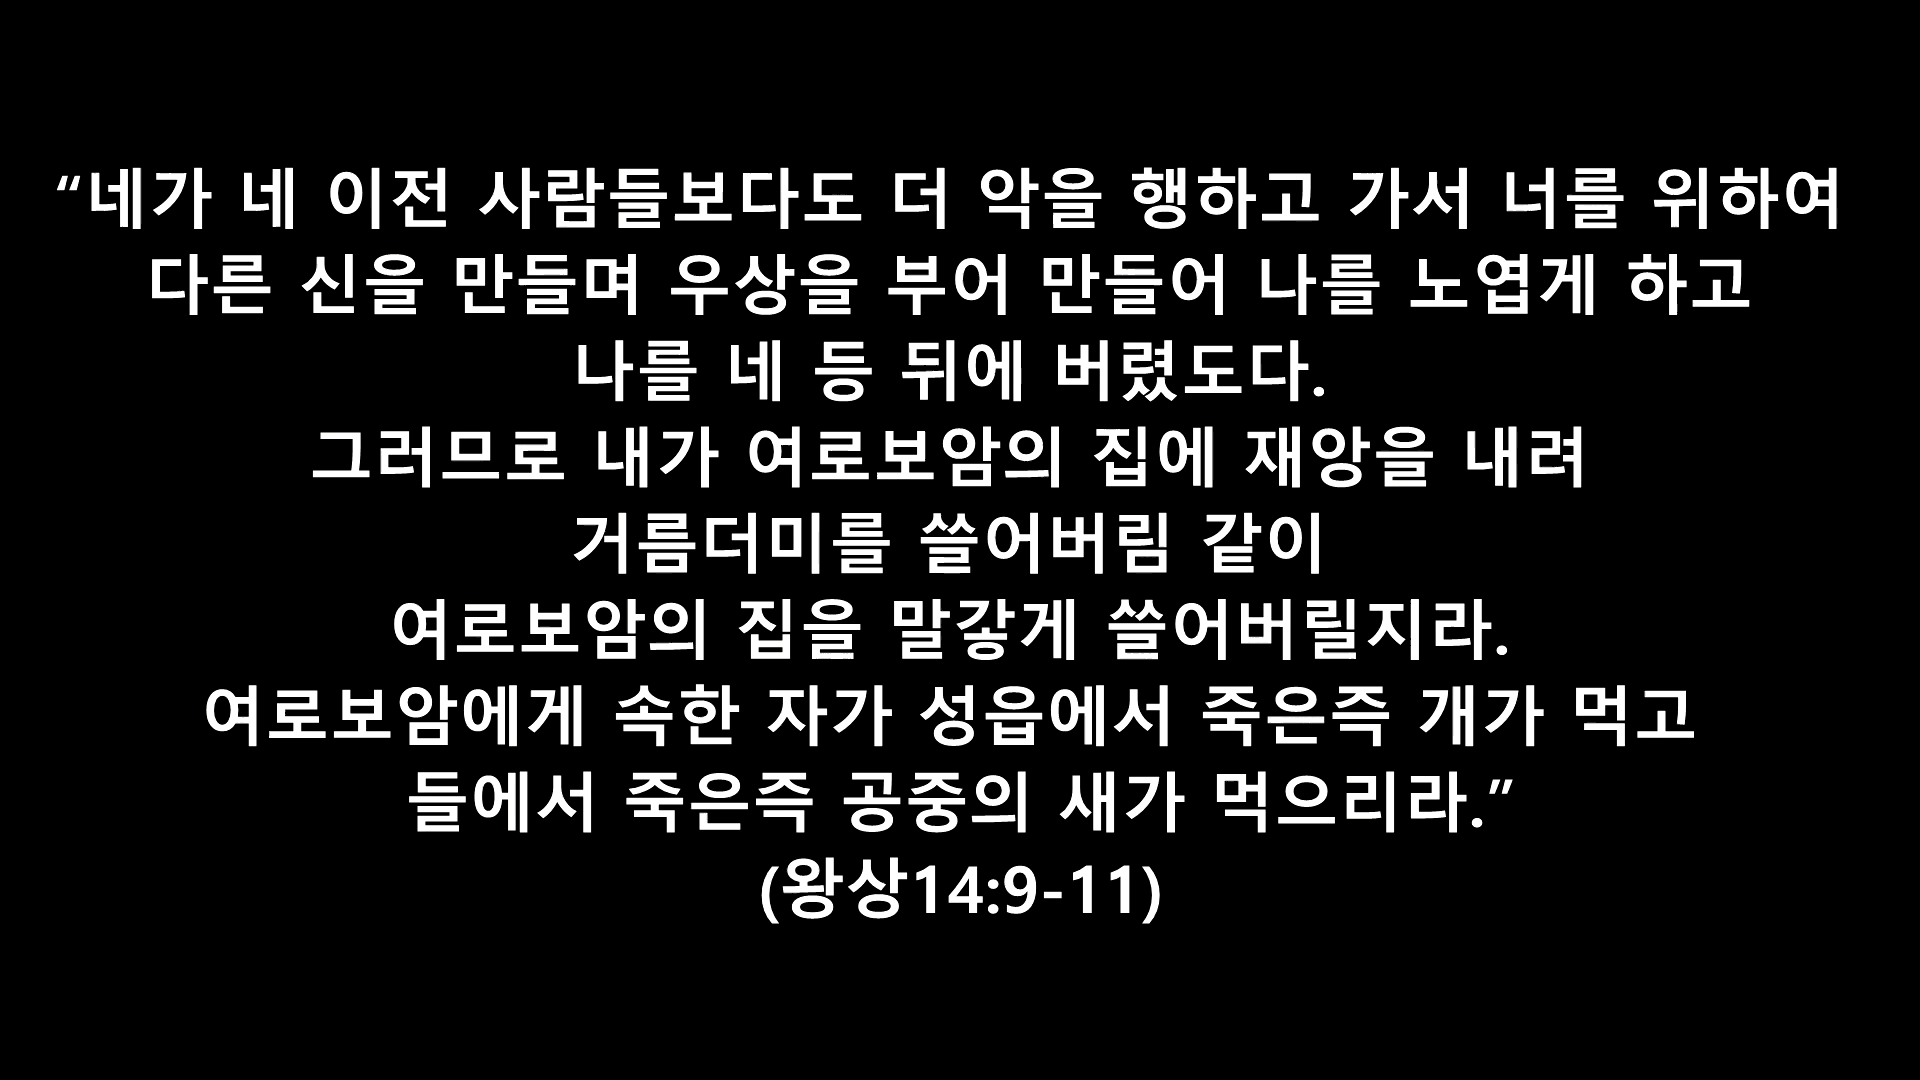 “네가 네 이전 사람들보다도 더 악을 행하고 가서 너를 위하여
다른 신을 만들며 우상을 부어 만들어 나를 노엽게 하고
나를 네 등 뒤에 버렸도다.
그러므로 내가 여로보암의 집에 재앙을 내려
거름더미를 쓸어버림 같이
여로보암의 집을 말갛게 쓸어버릴지라.
여로보암에게 속한 자가 성읍에서 죽은즉 개가 먹고
들에서 죽은즉 공중의 새가 먹으리라.”
(왕상14:9-11)